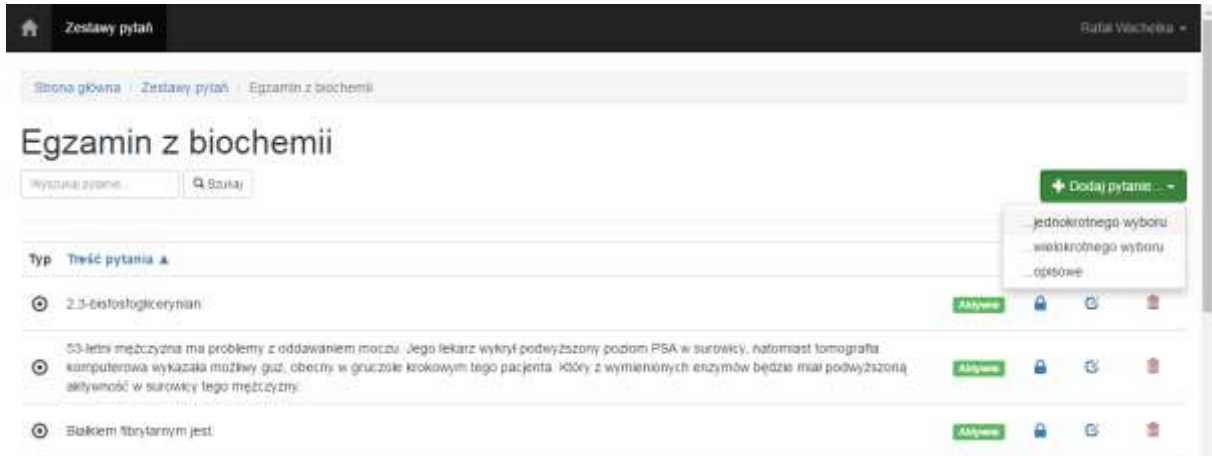 Zestawy pytań
Rafał Wachelka
Strona główna / Zestawy pytań / Egzamin z biochemii
Egzamin z biochemii
Wyszukaj pytanie...
Szukaj
Dodaj pytanie...
...jednokrotnego wyboru
...wielokrotnego wyboru
...opisowe
Typ Treść pytania ▲
2,3-bisfosfoglicerynian: Aktywne
53-letni mężczyzna ma problemy z oddawaniem moczu. Jego lekarz wykrył podwyższony poziom PSA w surowicy, natomiast tomografia
komputerowa wykazała możliwy guz, obecny w gruczole krokowym tego pacjenta. Który z wymienionych enzymów będzie miał podwyższoną
aktywność w surowicy tego mężczyzny: Aktywne
Białkiem fibrylarnym jest: Aktywne